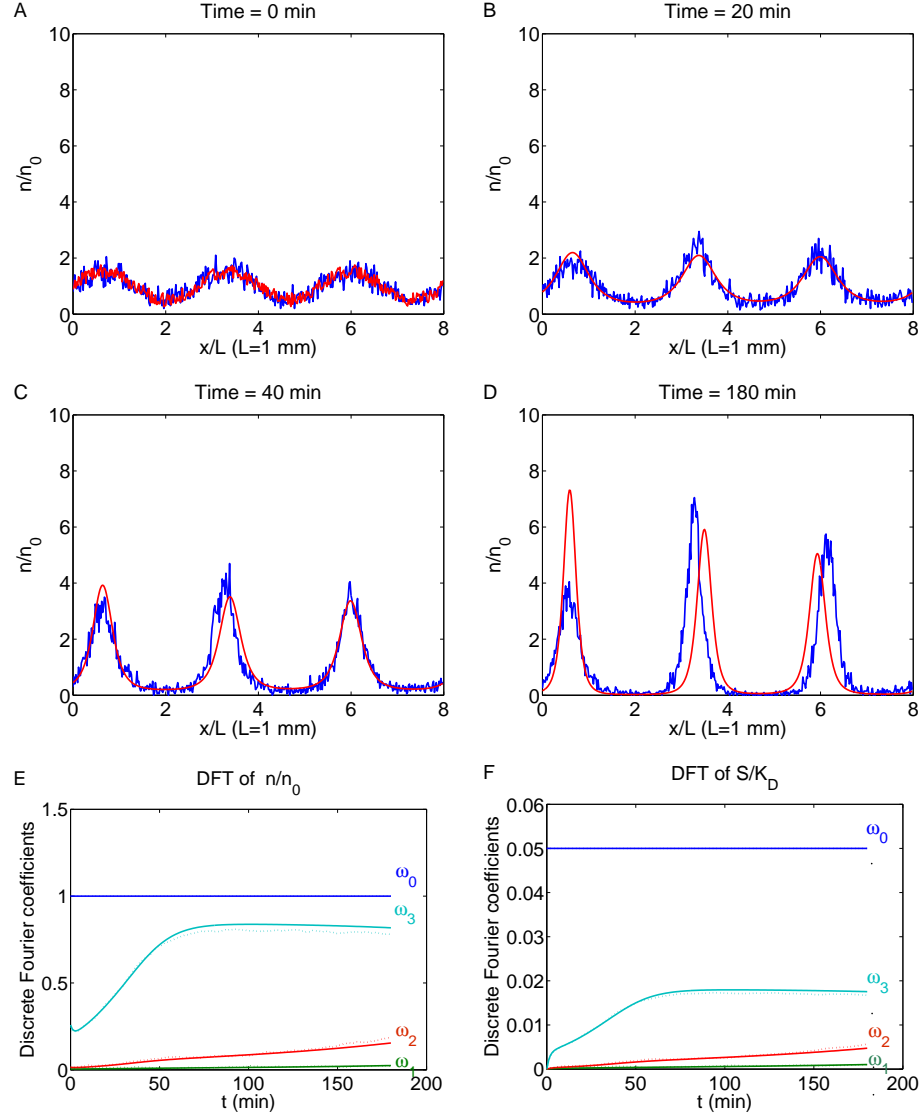 A
Time = 0 min
10
8
6
4
2
0
n/n0
0 2 4 6 8
x/L (L=1 mm)
B
Time = 20 min
10
8
6
4
2
0
n/n0
0 2 4 6 8
x/L (L=1 mm)
C
Time = 40 min
10
8
6
4
2
0
n/n0
0 2 4 6 8
x/L (L=1 mm)
D
Time = 180 min
10
8
6
4
2
0
n/n0
0 2 4 6 8
x/L (L=1 mm)
E
DFT of n/n0
1.5
1
0.5
0
Discrete Fourier coefficients
ω0
ω3
ω2
ω1
0 50 100 150 200
t (min)
F
DFT of S/KD
0.06
0.05
0.04
0.03
0.02
0.01
0
Discrete Fourier coefficients
ω0
ω3
ω2
ω1
0 50 100 150 200
t (min)